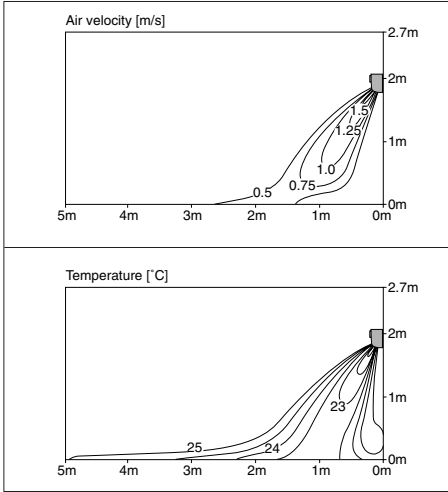 Air velocity [m/s]
2.7m
2m
1.5
1.25
1m
1.0
0.75
0.5
0m
5m 4m 3m 2m 1m 0m
Temperature [˚C]
2.7m
2m
1m
23
25 24
0m
5m 4m 3m 2m 1m 0m